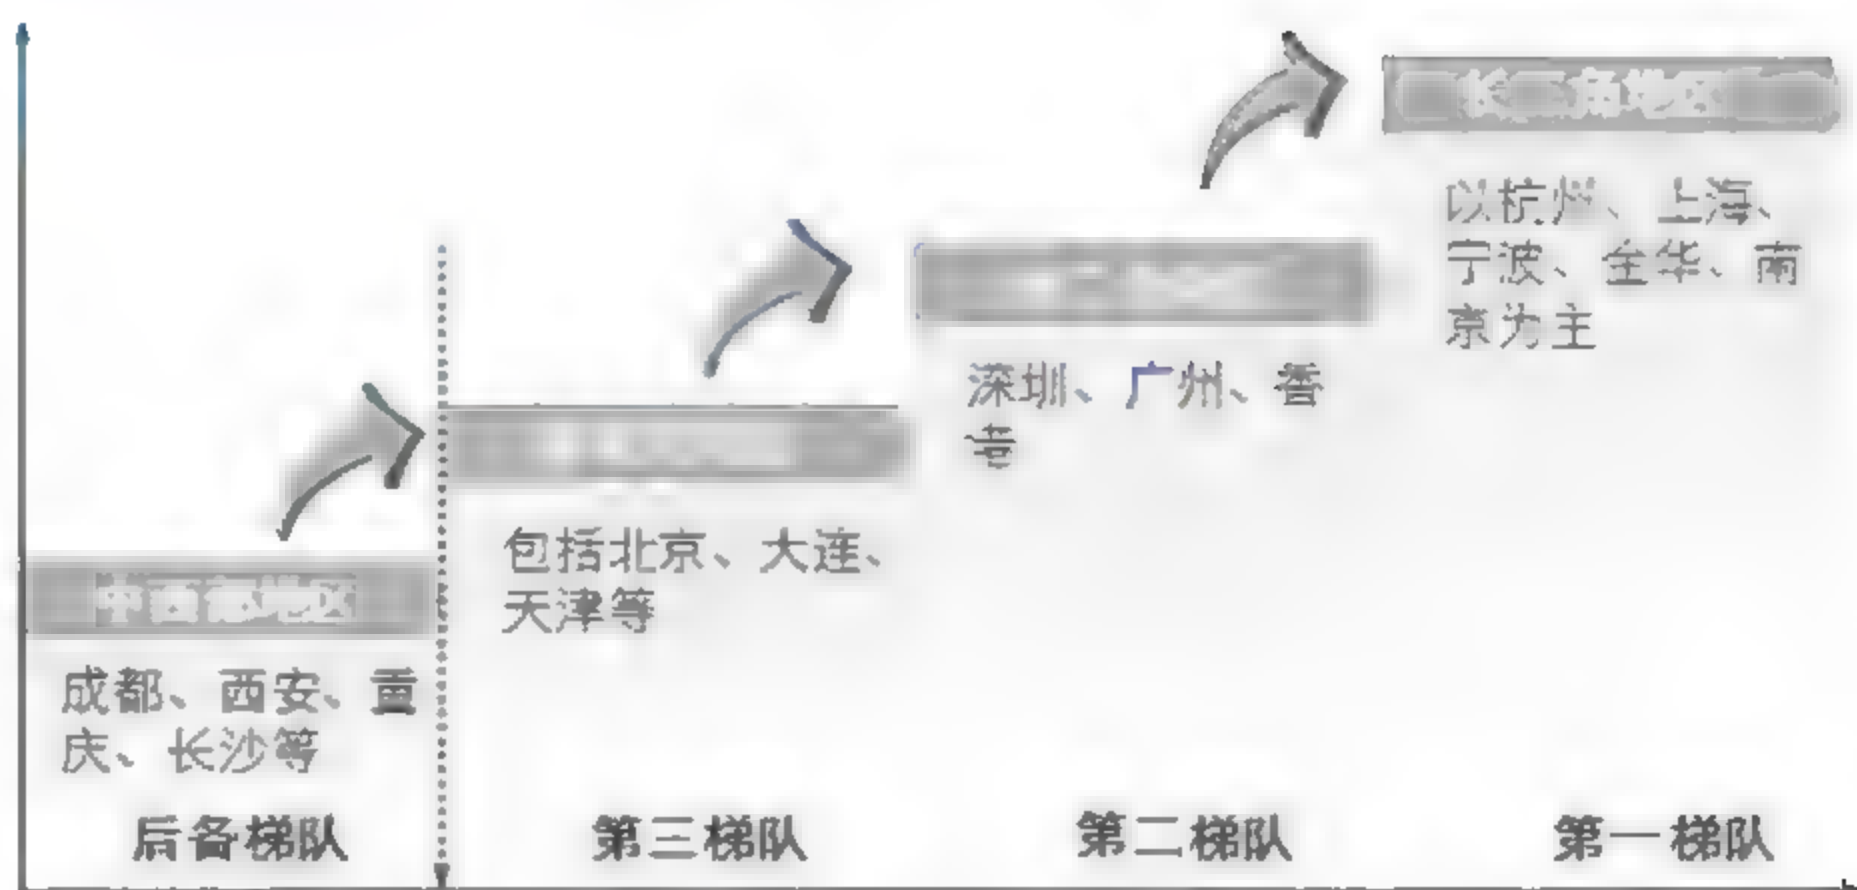 长三角地区
以杭州、上海、
宁波、金华、南
京为主
深圳、广州、香
包括北京、大连、
天津等
中西部地区
成都、西安、重
庆、长沙等
后备梯队
第三梯队
第二梯队
第一梯队